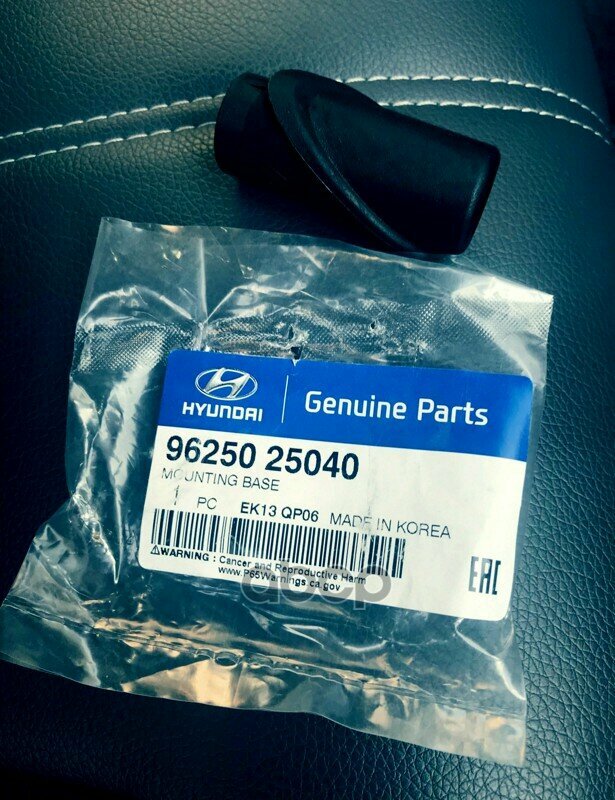 HYUNDAI
Genuine Parts
96250 25040
MOUNTING BASE
1 PC EK13 QP06 MADE IN KOREA
WARNING : Cancer and Reproductive Harm
www.P65Warnings.ca.gov
EAC